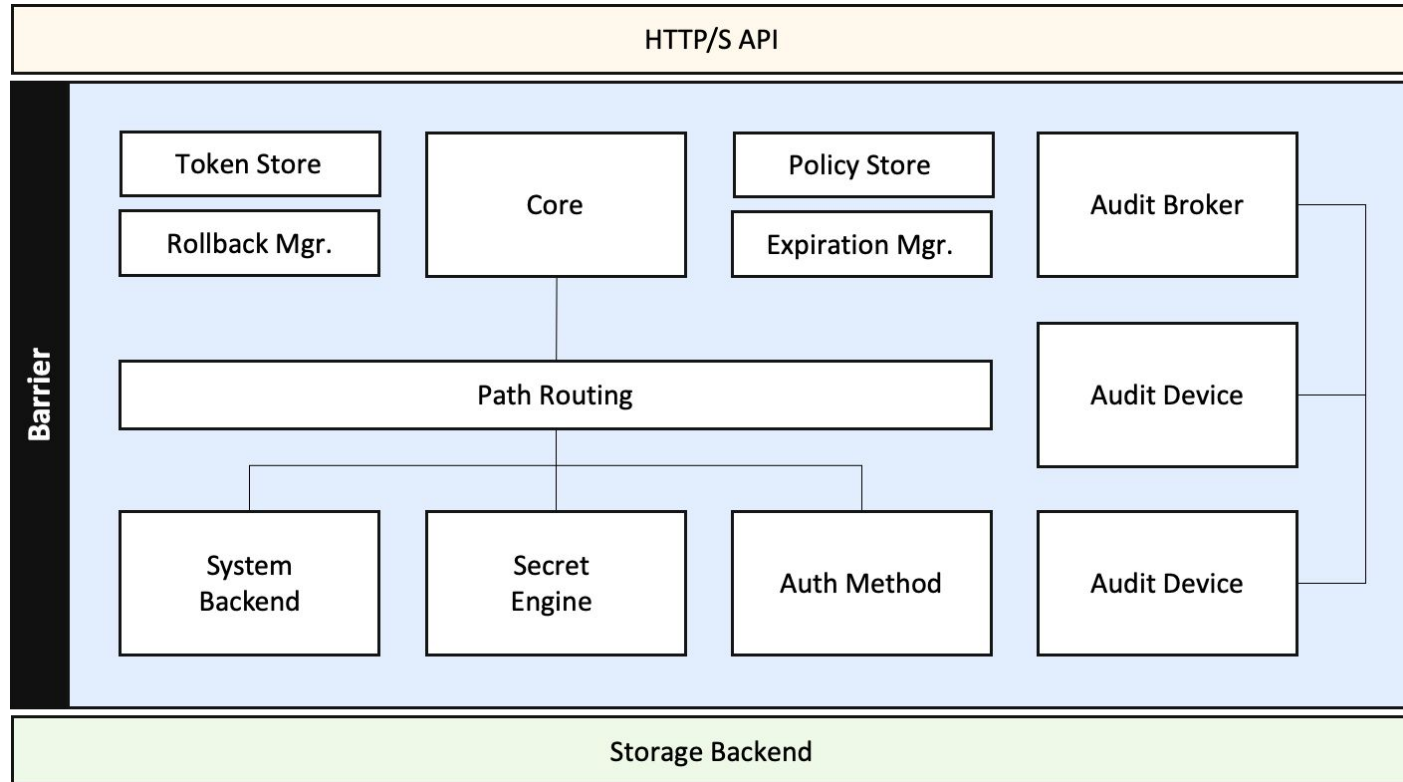 HTTP/S API
Barrier
Token Store
Rollback Mgr.
Core
Policy Store
Expiration Mgr.
Audit Broker
Path Routing
Audit Device
System
Backend
Secret
Engine
Auth Method
Audit Device
Storage Backend